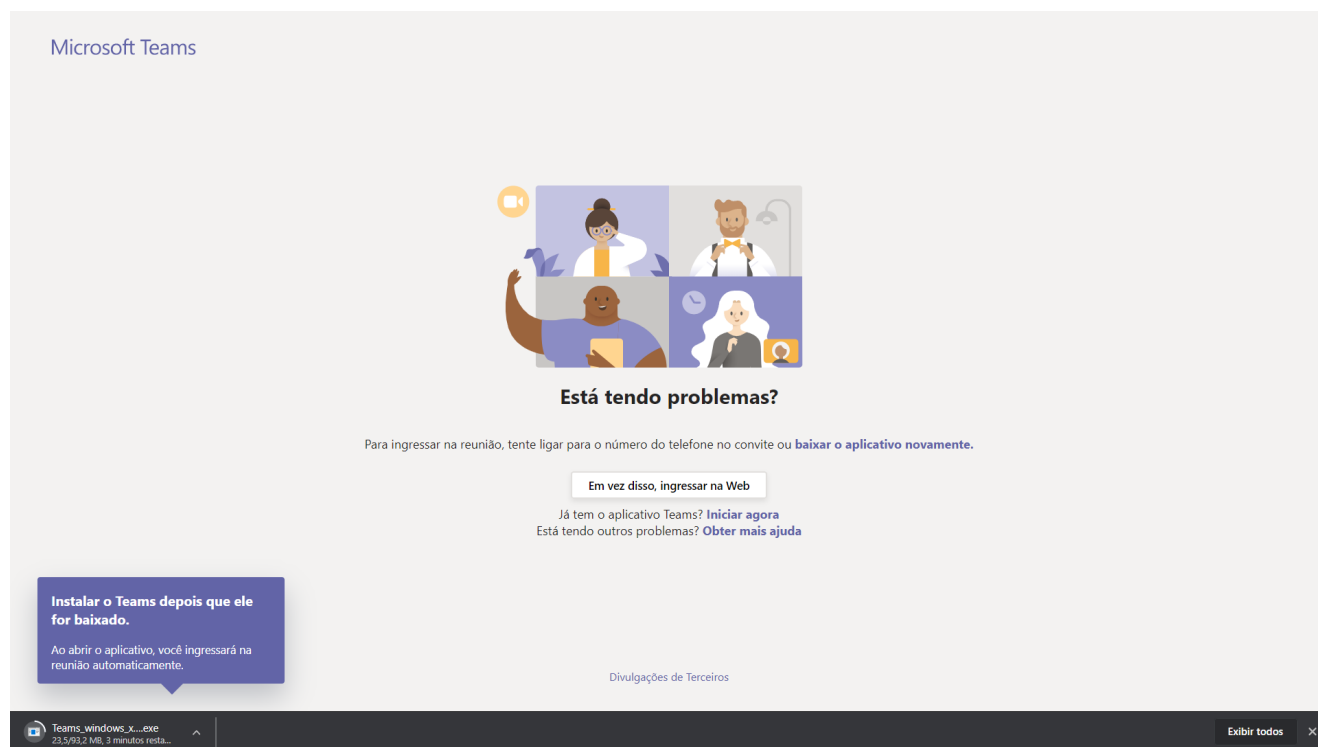 Microsoft Teams
Está tendo problemas?
Para ingressar na reunião, tente ligar para o número do telefone no convite ou baixar o aplicativo novamente.
Em vez disso, ingressar na Web
Já tem o aplicativo Teams? Iniciar agora
Está tendo outros problemas? Obter mais ajuda
Instalar o Teams depois que ele
for baixado.
Ao abrir o aplicativo, você ingressará na
reunião automaticamente.
Divulgações de Terceiros
Teams_windows_x....exe
23,5/93,2 MB, 3 minutos resta...
Exibir todos